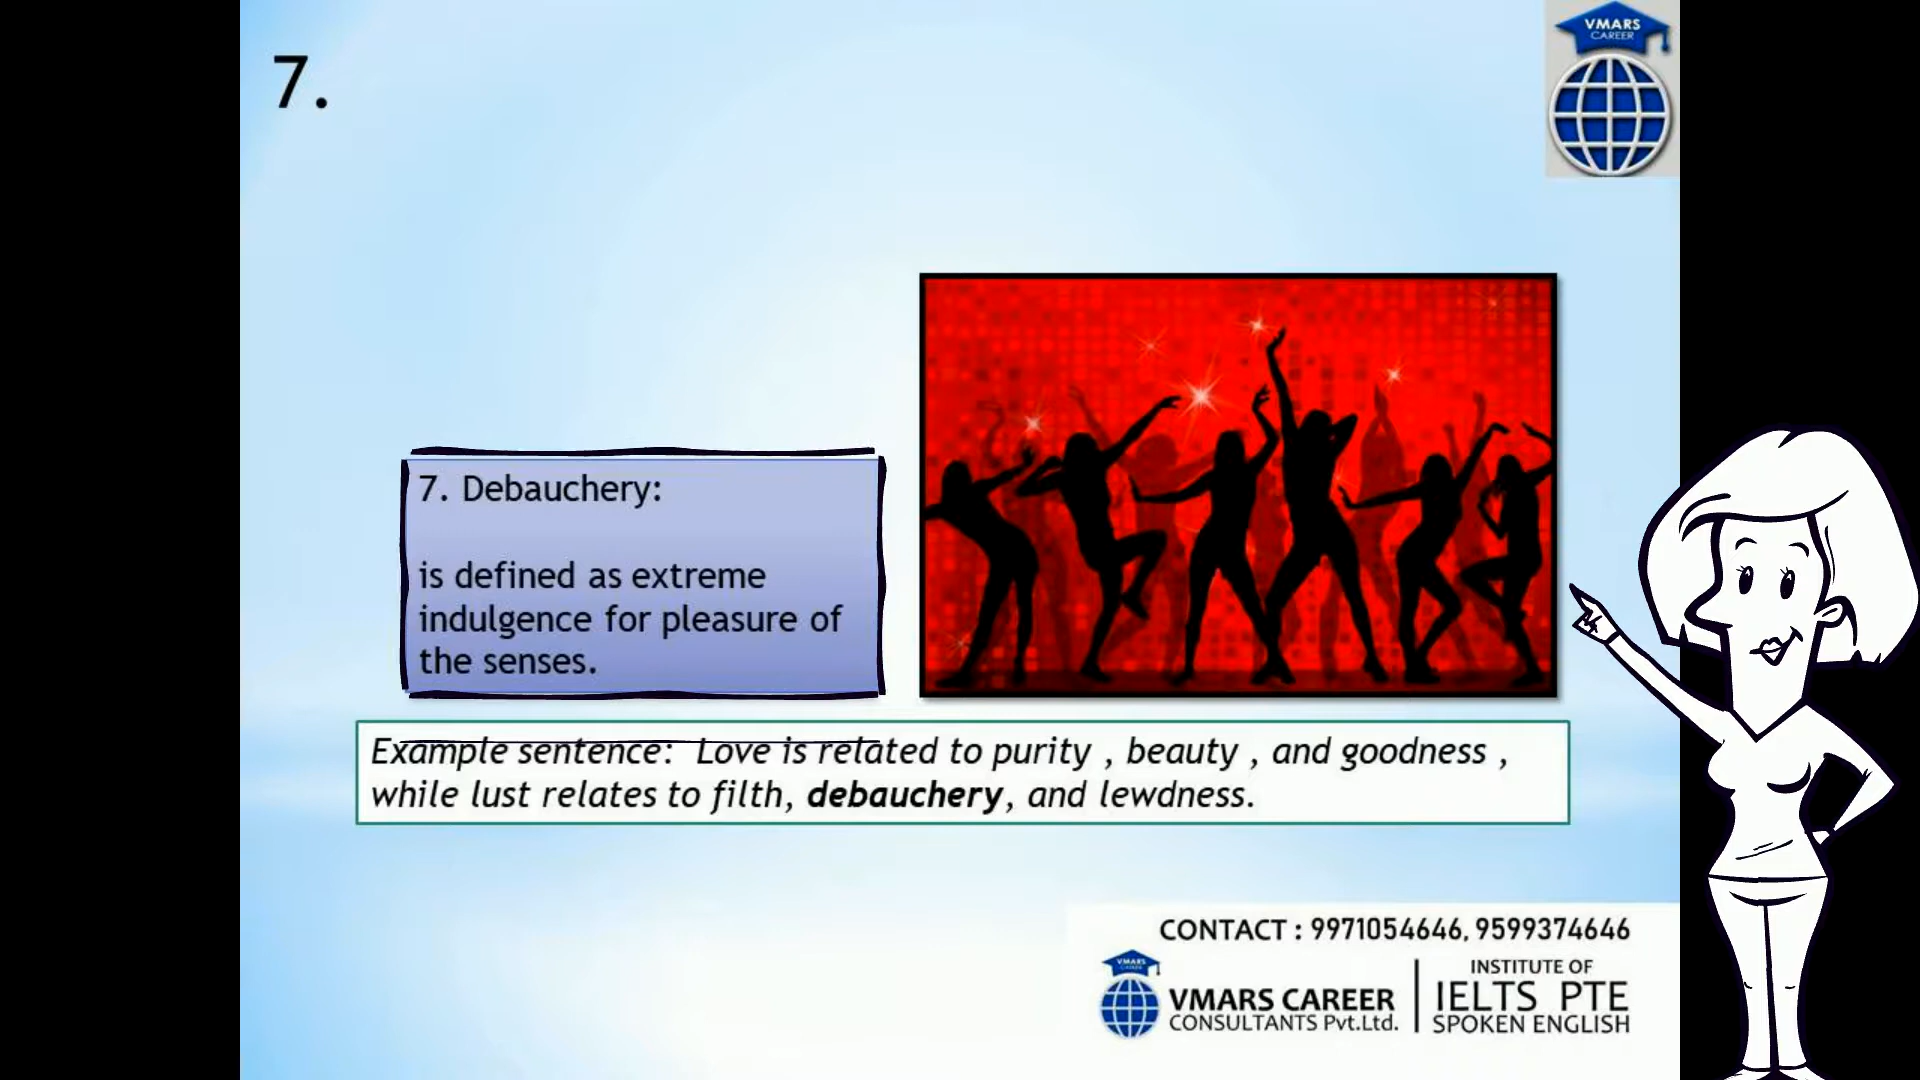 7.
VMARS
CAREER
7. Debauchery:
is defined as extreme
indulgence for pleasure of
the senses.
Example sentence: Love is related to purity , beauty , and goodness ,
while lust relates to filth, debauchery, and lewdness.
CONTACT : 9971054646, 9599374646
VMARS
CAREER
VMARS CAREER
CONSULTANTS Pvt.Ltd.
INSTITUTE OF
IELTS PTE
SPOKEN ENGLISH